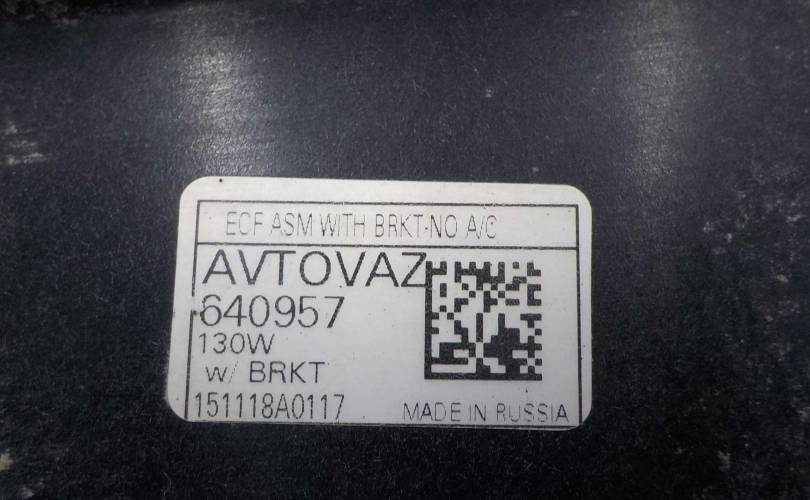 ECF ASM WITH BRKT-NO A/C
AVTOVAZ
640957
130W
w/ BRKT
151118A0117
MADE IN RUSSIA